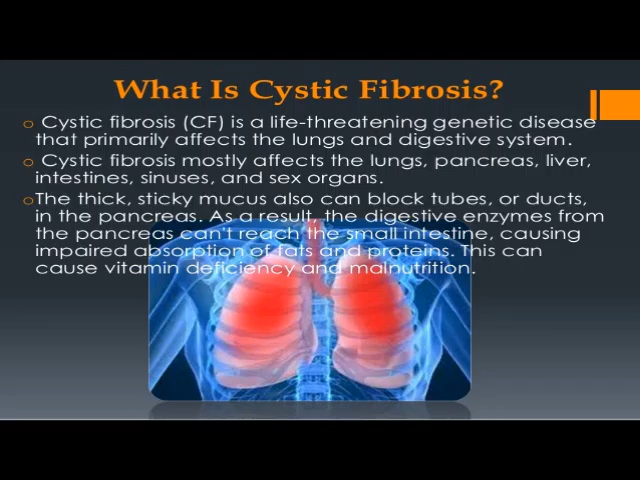 What Is Cystic Fibrosis?
o Cystic fibrosis (CF) is a life-threatening genetic disease
that primarily affects the lungs and digestive system.
o Cystic fibrosis mostly affects the lungs, pancreas, liver,
intestines, sinuses, and sex organs.
o The thick, sticky mucus also can block tubes, or ducts,
in the pancreas. As a result, the digestive enzymes from
the pancreas can't reach the small intestine, causing
impaired absorption of fats and proteins. This can
cause vitamin deficiency and malnutrition.